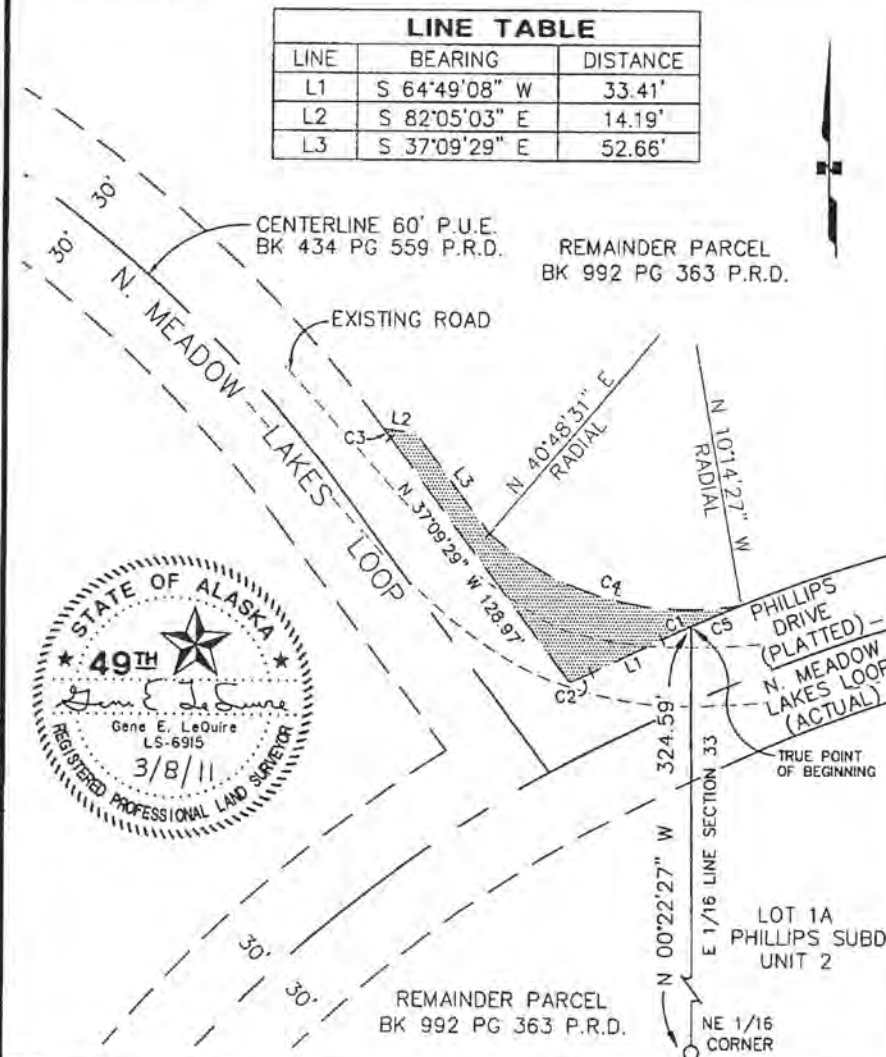 LINE TABLE
LINE BEARING DISTANCE
L1 S 64°49'08" W 33.41'
L2 S 82°05'03" E 14.19'
L3 S 37°09'29" E 52.66'
30'
30'
CENTERLINE 60' P.U.E.
BK 434 PG 559 P.R.D.
REMAINDER PARCEL
BK 992 PG 363 P.R.D.
N. MEADOW LAKES LOOP
EXISTING ROAD
L2
C3
L3
N 37°09'29" W 128.97'
N 40°48'31" E
RADIAL
N 10°14'27" W
RADIAL
C4
C1
C5
L1
C2
PHILLIPS
DRIVE
(PLATTED)
N. MEADOW
LAKES LOOP
(ACTUAL)
TRUE POINT
OF BEGINNING
STATE OF ALASKA
49TH
Gene E. LeQuire
Gene E. LeQuire
LS-6915
3/8/11
REGISTERED PROFESSIONAL LAND SURVEYOR
N 00°22'27" W 324.59'
E 1/16 LINE SECTION 33
LOT 1A
PHILLIPS SUBD
UNIT 2
30'
30'
REMAINDER PARCEL
BK 992 PG 363 P.R.D.
NE 1/16
CORNER